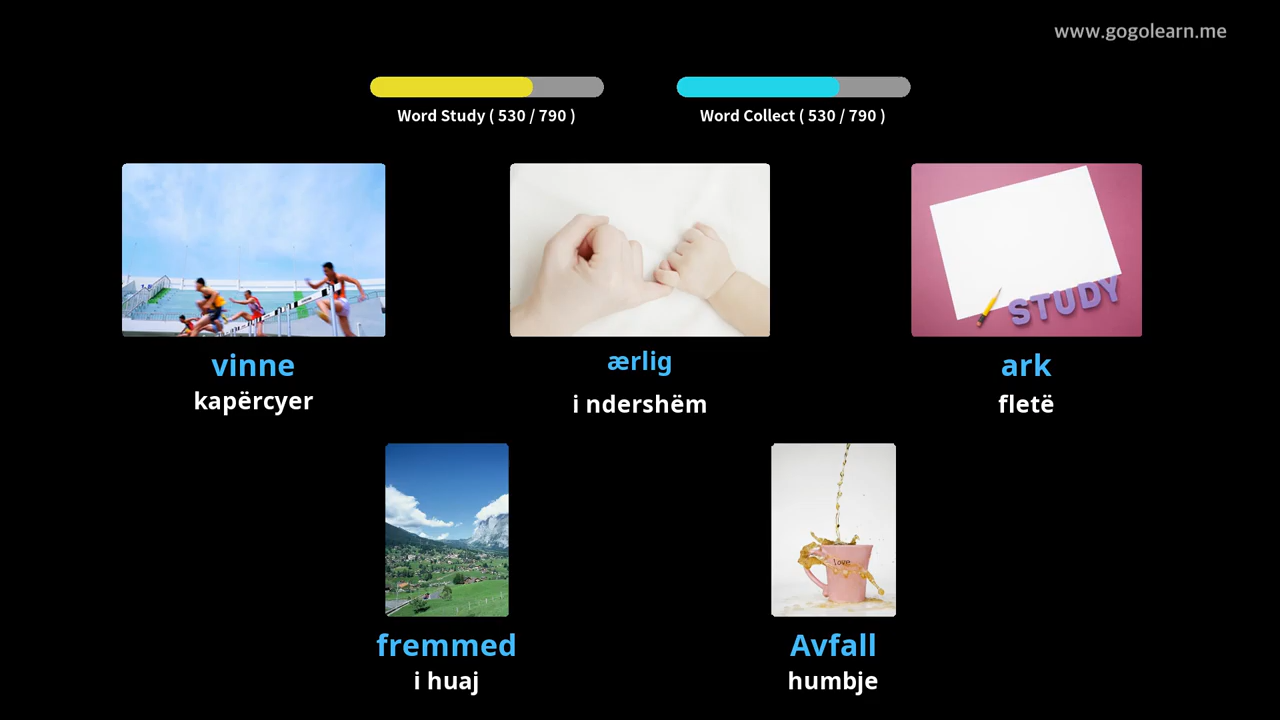 www.gogolearn.me
Word Study ( 530 / 790 )
Word Collect ( 530 / 790 )
STUDY
vinne
kapërcyer
ærlig
i ndershëm
ark
fletë
love
fremmed
i huaj
Avfall
humbje